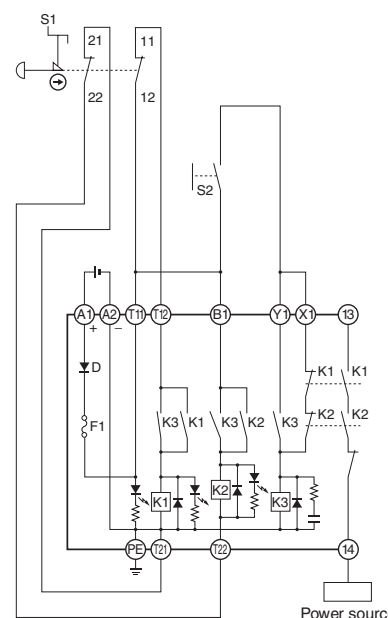 S1
21
11
22
12
S2
A1
A2
T11
T12
B1
Y1
X1
13
+
−
D
K1
K1
F1
K3
K1
K3
K2
K3
K2
K2
K1
K2
K3
PE
T21
T22
14
Power sourc